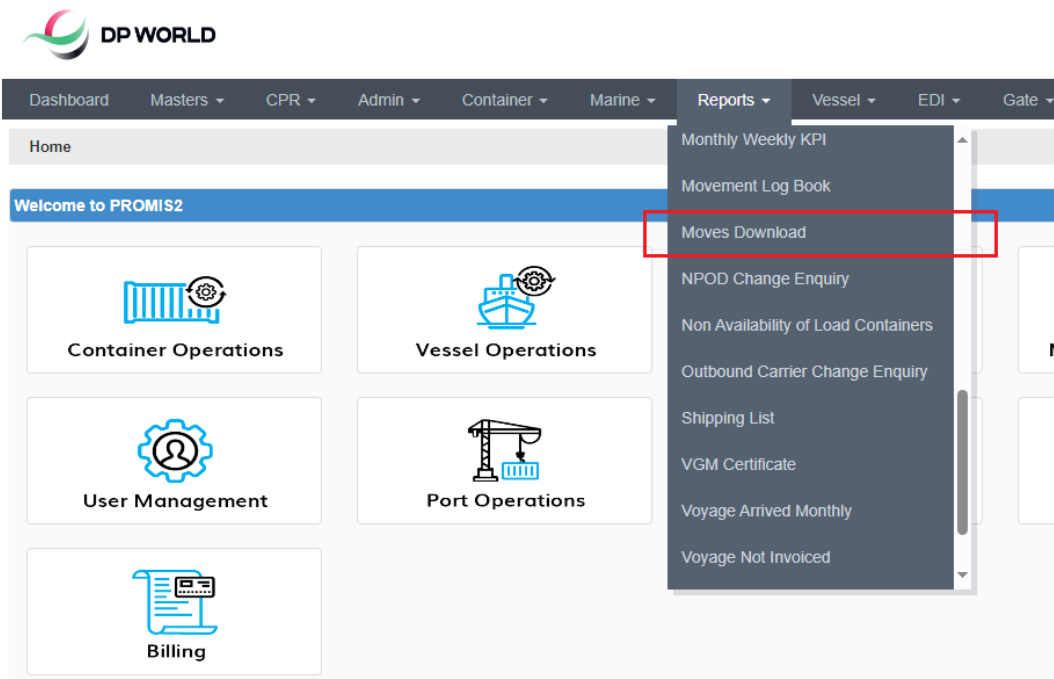 DP WORLD
Dashboard Masters CPR Admin Container Marine Reports Vessel EDI Gate
Home
Welcome to PROMIS2
Monthly Weekly KPI
Movement Log Book
Moves Download
NPOD Change Enquiry
Non Availability of Load Containers
Outbound Carrier Change Enquiry
Shipping List
VGM Certificate
Voyage Arrived Monthly
Voyage Not Invoiced
Container Operations
Vessel Operations
User Management
Port Operations
Billing